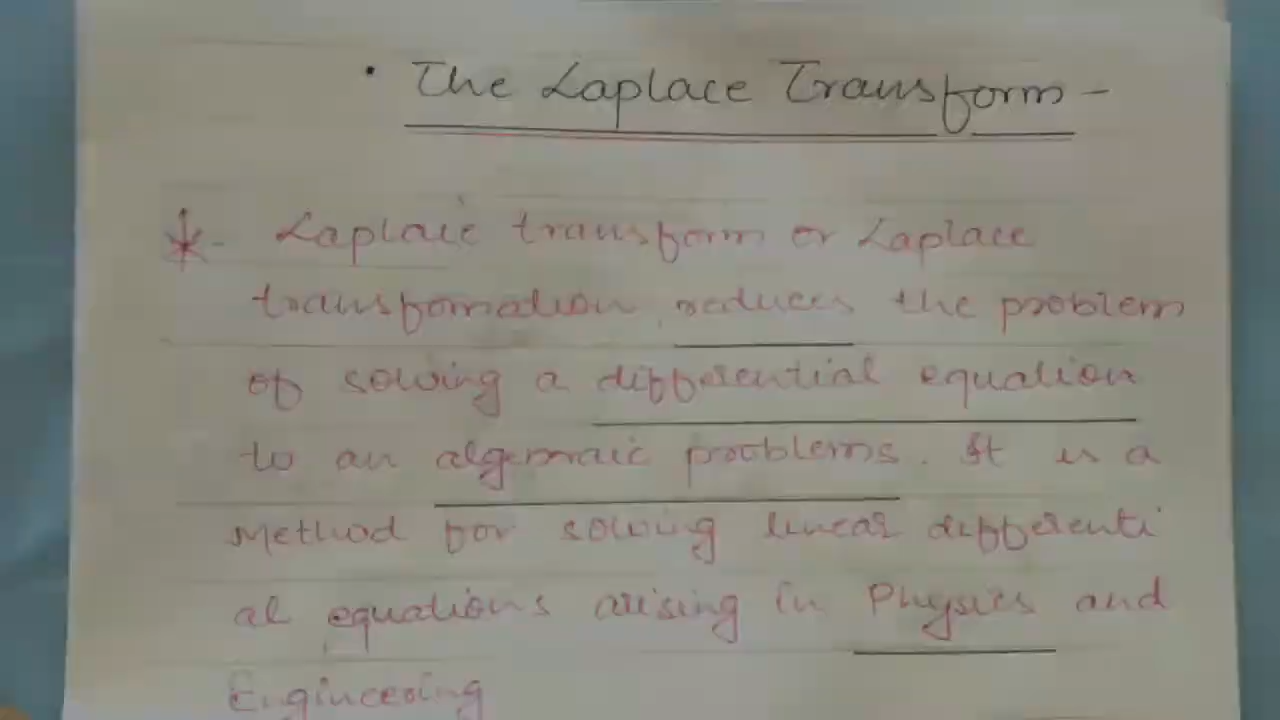 • The Laplace Transform -
* - Laplace transform or Laplace
transformation reduces the problem
of solving a differential equation
to an algebraic problems. It is a
Method for solving linear differenti
al equations arising in Physics and
Engineering